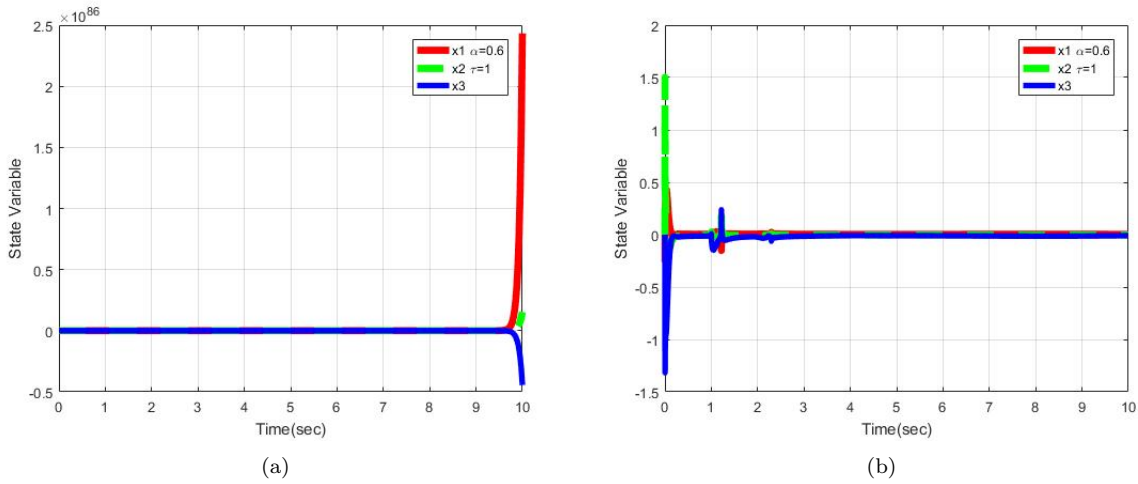 ×10^86
2.5
2
1.5
1
0.5
0
-0.5
0 1 2 3 4 5 6 7 8 9 10
Time(sec)
State Variable
x1 α=0.6
x2 τ=1
x3
(a)
2
1.5
1
0.5
0
-0.5
-1
-1.5
0 1 2 3 4 5 6 7 8 9 10
Time(sec)
State Variable
x1 α=0.6
x2 τ=1
x3
(b)